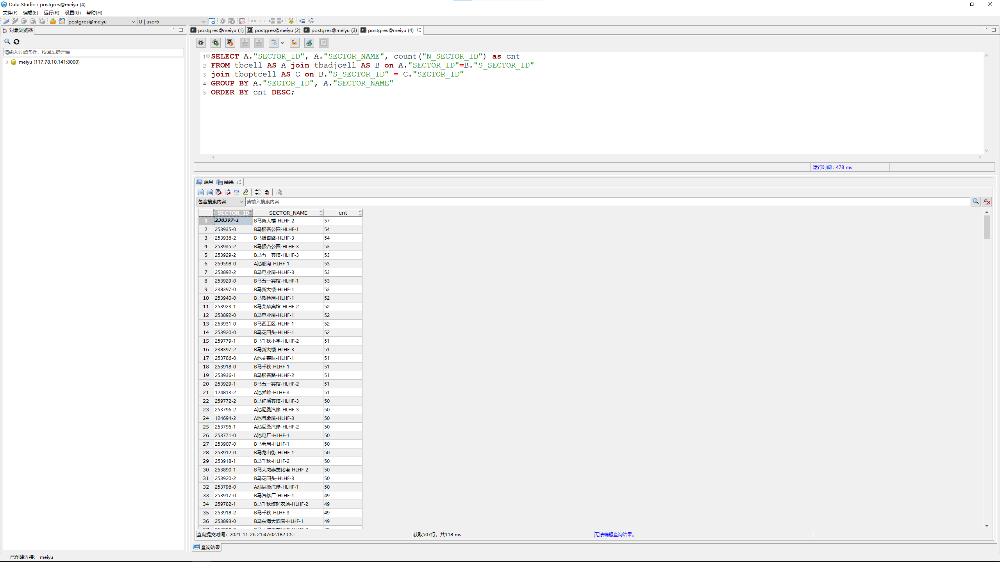 Data Studio : postgres@meiyu (4)
文件(F) 编辑(E) 运行(R) 设置(G) 帮助(H)
postgres@meiyu U | user6
对象浏览器
请输入过滤条件，按回车键开始
meiyu (117.78.10.141:8000)
postgres@meiyu (1) postgres@meiyu (2) postgres@meiyu (3) postgres@meiyu (4)
1 SELECT A."SECTOR_ID", A."SECTOR_NAME", count("N_SECTOR_ID") as cnt
2 FROM tbcell AS A join tbadjcell AS B on A."SECTOR_ID"=B."S_SECTOR_ID"
3 join tboptcell AS C on B."S_SECTOR_ID" = C."SECTOR_ID"
4 GROUP BY A."SECTOR_ID", A."SECTOR_NAME"
5 ORDER BY cnt DESC;
运行时间 : 478 ms
消息 结果
SQL
包含搜索内容 请输入搜索内容
SECTOR_ID SECTOR_NAME cnt
1 238397-1 B马新大楼-HLHF-2 57
2 253935-0 B马银杏公园-HLHF-1 54
3 253936-2 B马银杏路-HLHF-3 54
4 253935-2 B马银杏公园-HLHF-3 53
5 253929-2 B马五一宾馆-HLHF-3 53
6 259598-0 A池峪沟-HLHF-1 53
7 253892-2 B马电业局-HLHF-3 53
8 253929-0 B马五一宾馆-HLHF-1 53
9 238397-0 B马新大楼-HLHF-1 53
10 253940-0 B马质检局-HLHF-1 52
11 253923-1 B马荣华宾馆-HLHF-2 52
12 253892-0 B马电业局-HLHF-1 52
13 253931-0 B马西工区-HLHF-1 52
14 253920-0 B马花园头-HLHF-1 52
15 259779-1 B马千秋小学-HLHF-2 51
16 238397-2 B马新大楼-HLHF-3 51
17 253786-0 A池交警队-HLHF-1 51
18 253918-0 B马千秋-HLHF-1 51
19 253936-1 B马银杏路-HLHF-2 51
20 253929-1 B马五一宾馆-HLHF-2 51
21 124813-2 A池乔岭-HLHF-3 51
22 259772-2 B马红盾宾馆-HLHF-3 50
23 253796-2 A池尼桑汽修-HLHF-3 50
24 124694-2 A池气象局-HLHF-3 50
25 253796-1 A池尼桑汽修-HLHF-2 50
26 253771-0 A池电厂-HLHF-1 50
27 253907-0 B马老局-HLHF-1 50
28 253912-0 B马龙山街-HLHF-1 50
29 253918-1 B马千秋-HLHF-2 50
30 253890-1 B马大鸿泰美化塔-HLHF-2 50
31 253920-2 B马花园头-HLHF-3 50
32 253796-0 A池尼桑汽修-HLHF-1 50
33 253917-0 B马汽修厂-HLHF-1 49
34 259782-1 B马千秋煤矿农场-HLHF-2 49
35 253918-2 B马千秋-HLHF-3 49
36 253893-0 B马东海大酒店-HLHF-1 49
查询提交时间：2021-11-26 21:47:02.182 CST 获取507行，共118 ms 无法编辑查询结果。
查询结果
已创建连接： meiyu